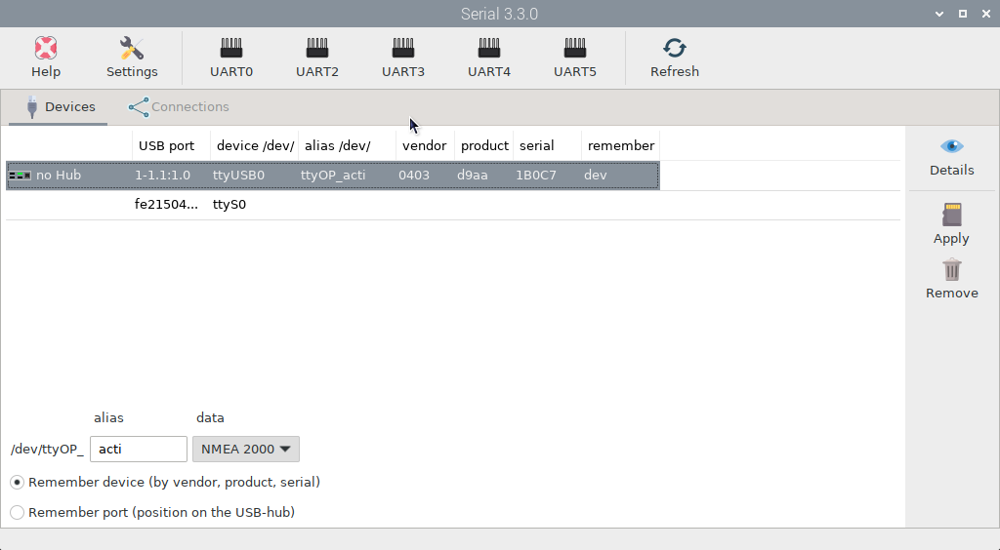 Serial 3.3.0
Help Settings UART0 UART2 UART3 UART4 UART5 Refresh
Devices Connections
USB port device /dev/ alias /dev/ vendor product serial remember
no Hub 1-1.1:1.0 ttyUSB0 ttyOP_acti 0403 d9aa 1B0C7 dev
fe21504... ttyS0
Details
Apply
Remove
alias data
/dev/ttyOP_ acti NMEA 2000
Remember device (by vendor, product, serial)
Remember port (position on the USB-hub)